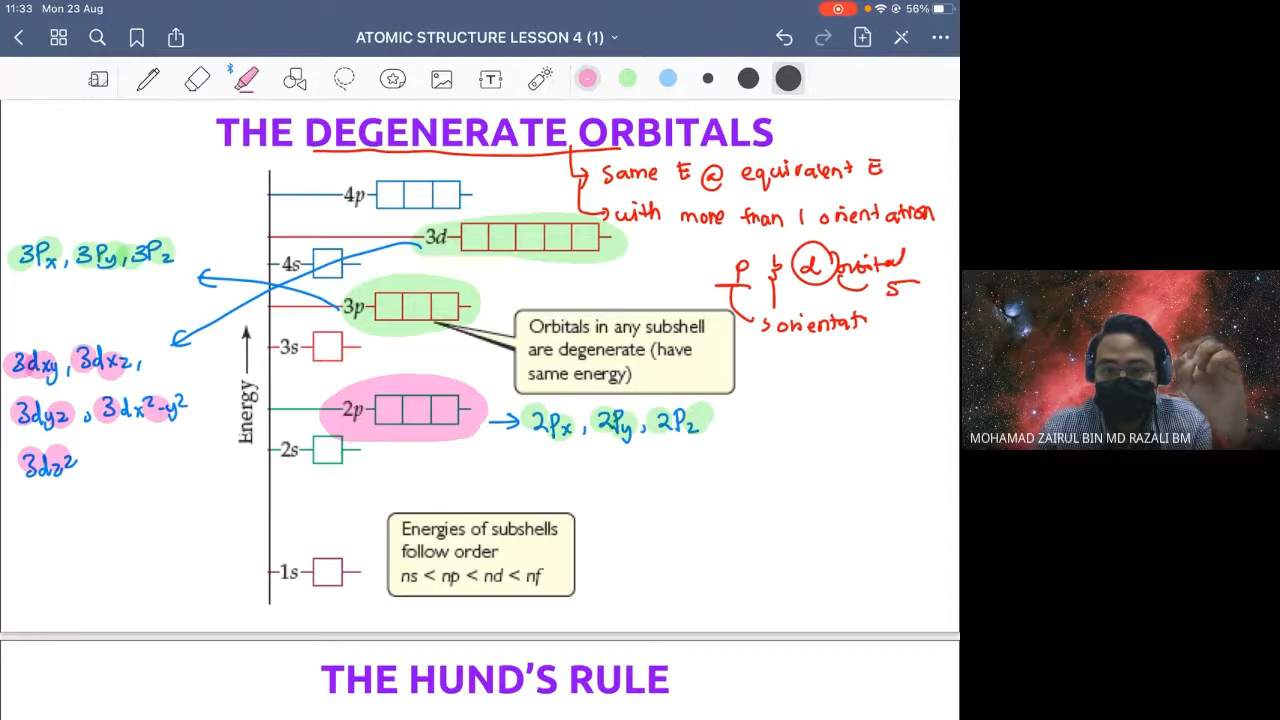 11:33 Mon 23 Aug
56%
ATOMIC STRUCTURE LESSON 4 (1)
THE DEGENERATE ORBITALS
same E @ equivalent E
with more than 1 orientation
4p
3d
3Px, 3Py, 3Pz
4s
P & d orbital
5
3p
3 orientati
Orbitals in any subshell
are degenerate (have
same energy)
3s
3dxy, 3dxz,
3dyz, 3dx²-y²
3dz²
Energy
2p
2Px, 2Py, 2Pz
2s
MOHAMAD ZAIRUL BIN MD RAZALI BM
Energies of subshells
follow order
ns < np < nd < nf
1s
THE HUND'S RULE